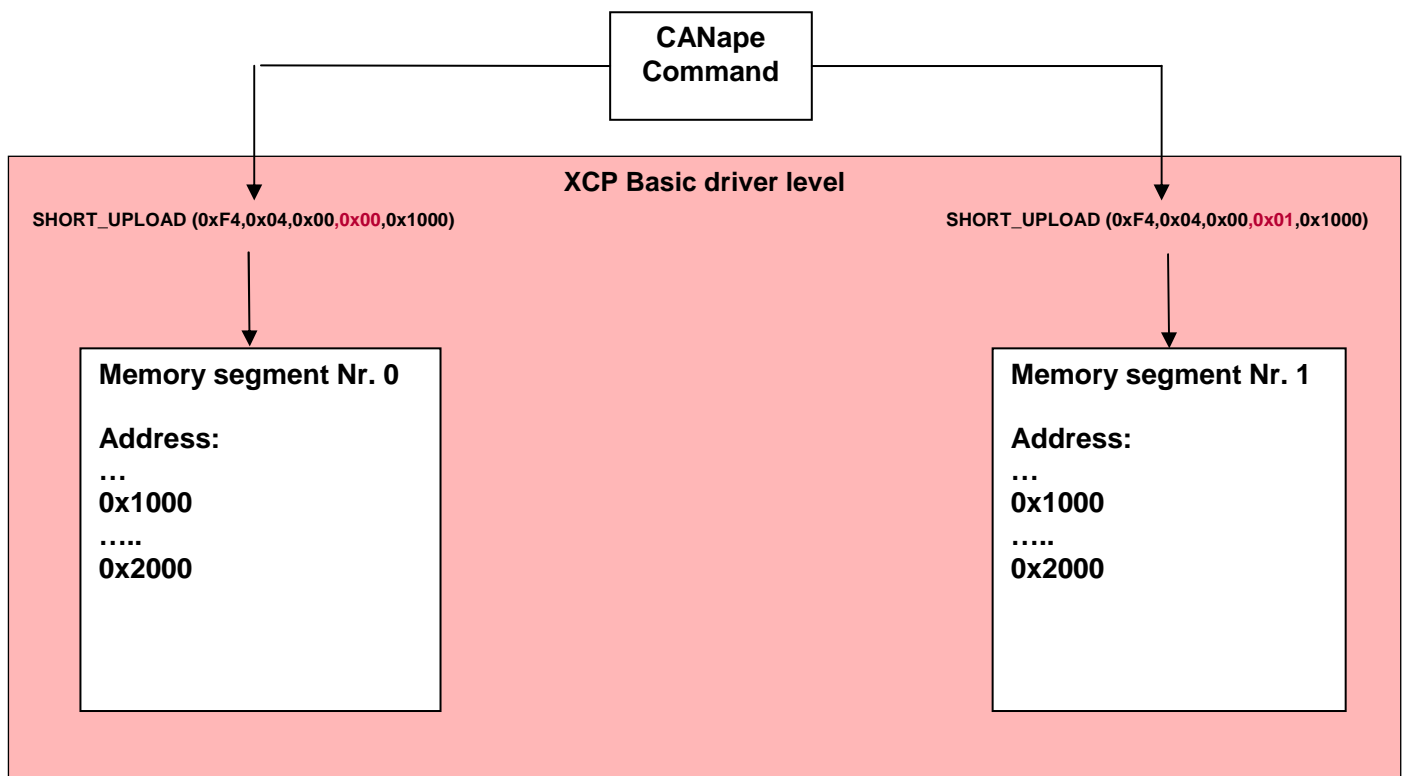 CANape
Command
XCP Basic driver level
SHORT_UPLOAD (0xF4,0x04,0x00,0x00,0x1000)
SHORT_UPLOAD (0xF4,0x04,0x00,0x01,0x1000)
Memory segment Nr. 0
Address:
…
0x1000
…..
0x2000
Memory segment Nr. 1
Address:
…
0x1000
…..
0x2000